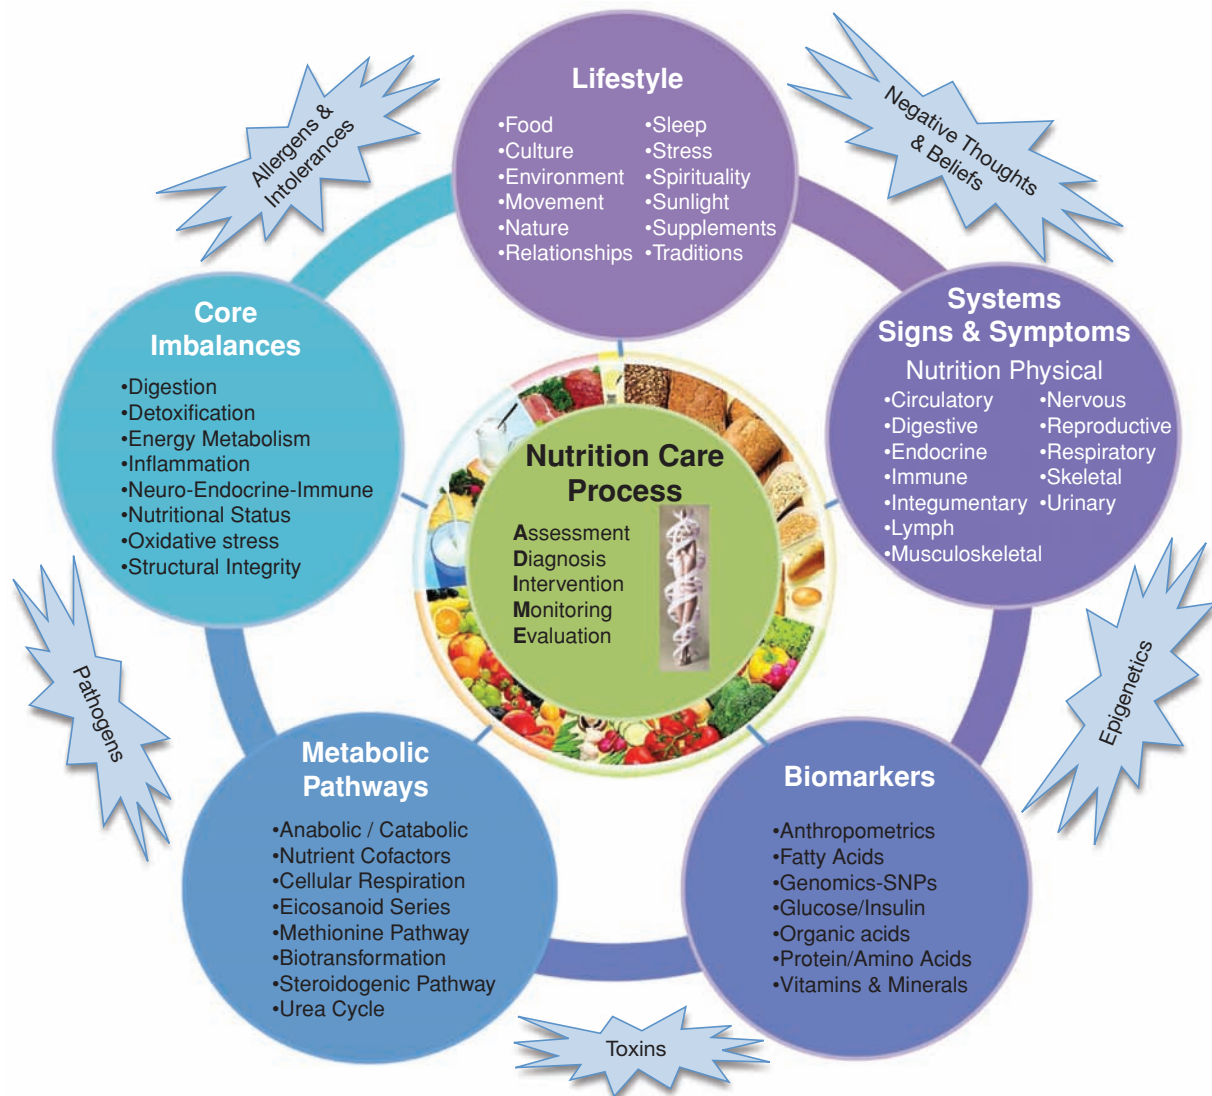 Lifestyle
•Food
•Culture
•Environment
•Movement
•Nature
•Relationships
•Sleep
•Stress
•Spirituality
•Sunlight
•Supplements
•Traditions
Allergens &
Intolerances
Negative Thoughts
& Beliefs
Core
Imbalances
•Digestion
•Detoxification
•Energy Metabolism
•Inflammation
•Neuro-Endocrine-Immune
•Nutritional Status
•Oxidative stress
•Structural Integrity
Systems
Signs & Symptoms
Nutrition Physical
•Circulatory
•Digestive
•Endocrine
•Immune
•Integumentary
•Lymph
•Musculoskeletal
•Nervous
•Reproductive
•Respiratory
•Skeletal
•Urinary
Nutrition Care
Process
Assessment
Diagnosis
Intervention
Monitoring
Evaluation
Pathogens
Epigenetics
Metabolic
Pathways
•Anabolic / Catabolic
•Nutrient Cofactors
•Cellular Respiration
•Eicosanoid Series
•Methionine Pathway
•Biotransformation
•Steroidogenic Pathway
•Urea Cycle
Biomarkers
•Anthropometrics
•Fatty Acids
•Genomics-SNPs
•Glucose/Insulin
•Organic acids
•Protein/Amino Acids
•Vitamins & Minerals
Toxins